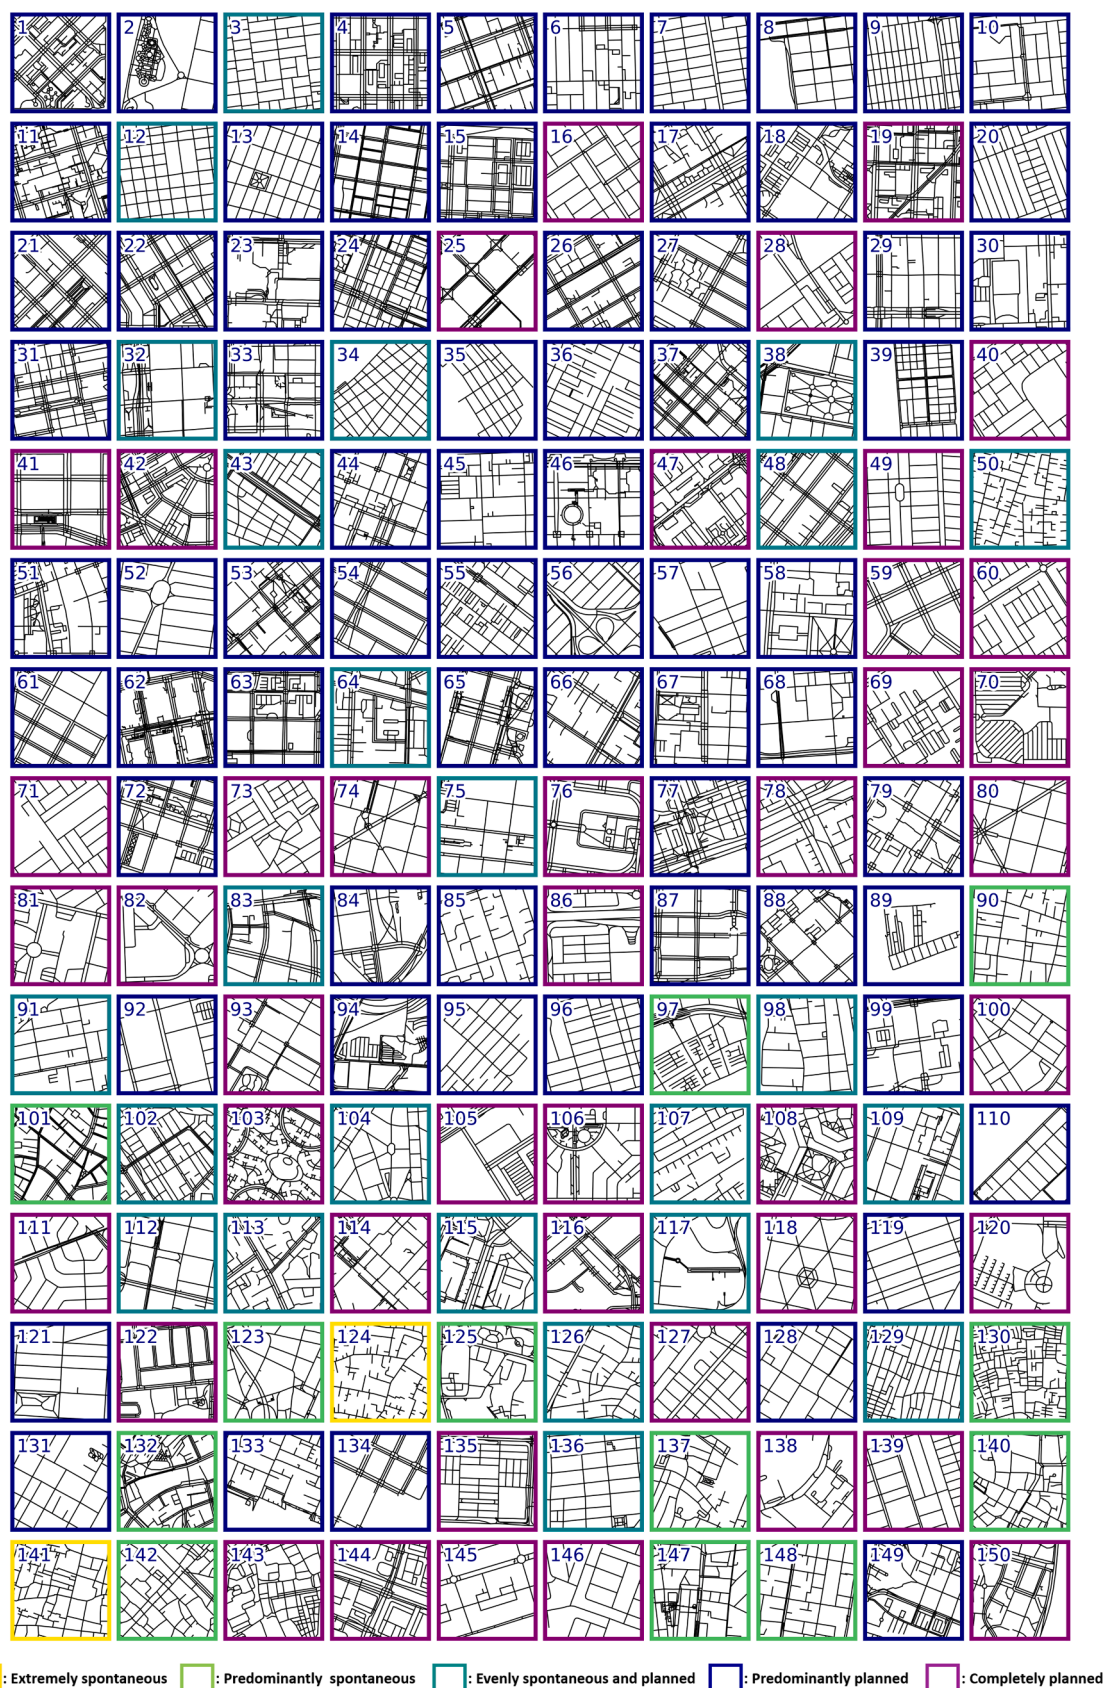 1 2 3 4 5 6 7 8 9 10
11 12 13 14 15 16 17 18 19 20
21 22 23 24 25 26 27 28 29 30
31 32 33 34 35 36 37 38 39 40
41 42 43 44 45 46 47 48 49 50
51 52 53 54 55 56 57 58 59 60
61 62 63 64 65 66 67 68 69 70
71 72 73 74 75 76 77 78 79 80
81 82 83 84 85 86 87 88 89 90
91 92 93 94 95 96 97 98 99 100
101 102 103 104 105 106 107 108 109 110
111 112 113 114 115 116 117 118 119 120
121 122 123 124 125 126 127 128 129 130
131 132 133 134 135 136 137 138 139 140
141 142 143 144 145 146 147 148 149 150
: Extremely spontaneous : Predominantly spontaneous : Evenly spontaneous and planned : Predominantly planned : Completely planned